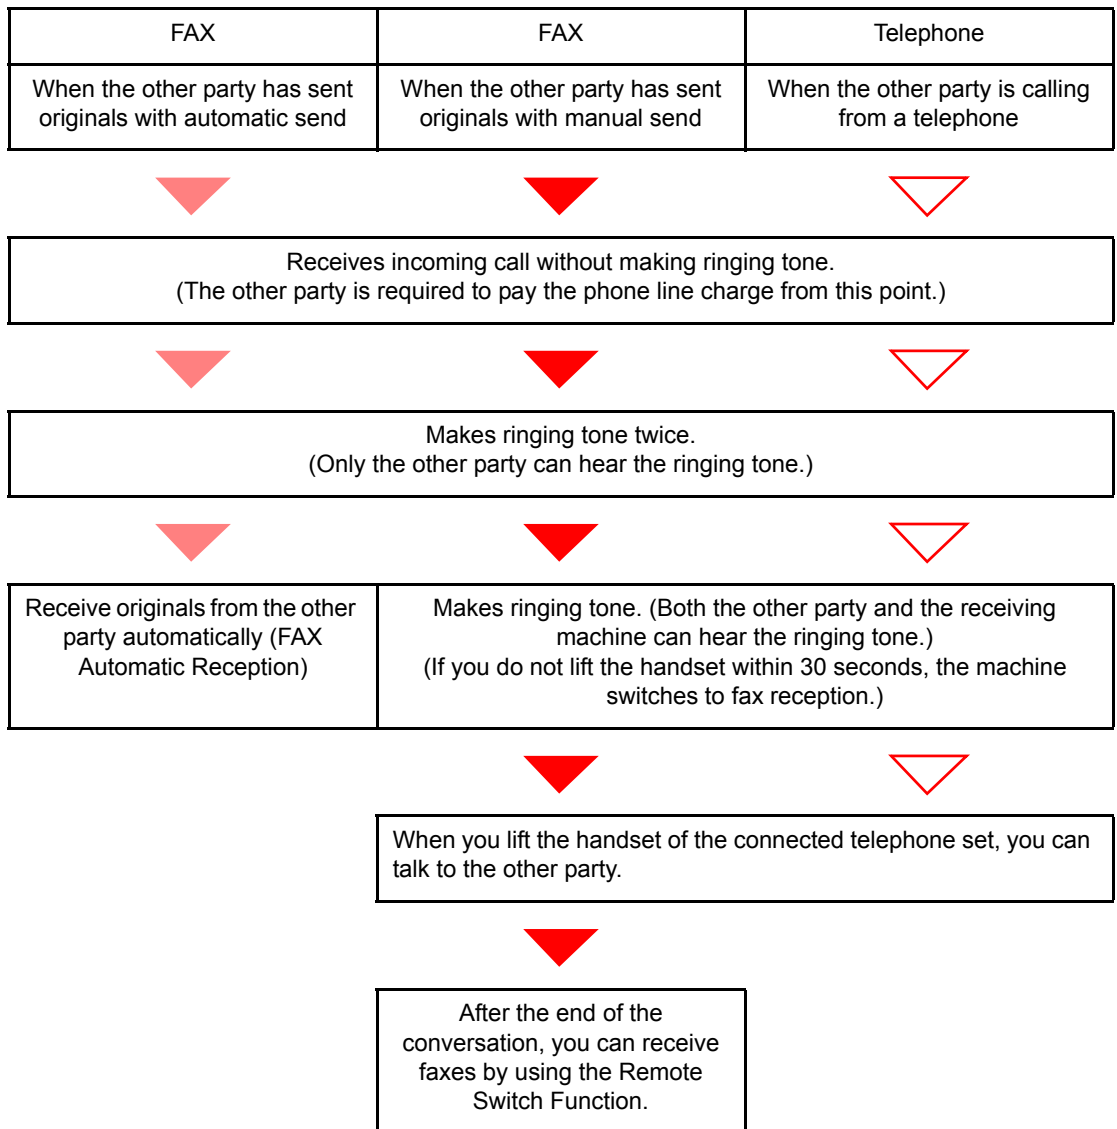 FAX
FAX
Telephone
When the other party has sent
originals with automatic send
When the other party has sent
originals with manual send
When the other party is calling
from a telephone
Receives incoming call without making ringing tone.
(The other party is required to pay the phone line charge from this point.)
Makes ringing tone twice.
(Only the other party can hear the ringing tone.)
Receive originals from the other
party automatically (FAX
Automatic Reception)
Makes ringing tone. (Both the other party and the receiving
machine can hear the ringing tone.)
(If you do not lift the handset within 30 seconds, the machine
switches to fax reception.)
When you lift the handset of the connected telephone set, you can
talk to the other party.
After the end of the
conversation, you can receive
faxes by using the Remote
Switch Function.